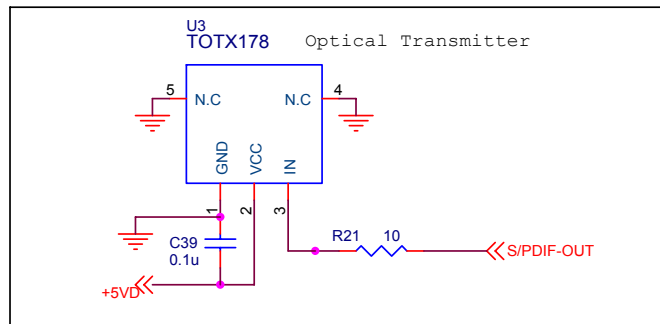 U3
TOTX178 Optical Transmitter
5 N.C N.C 4
GND VCC IN
1 2 3
C39
0.1u
R21 10
S/PDIF-OUT
+5VD